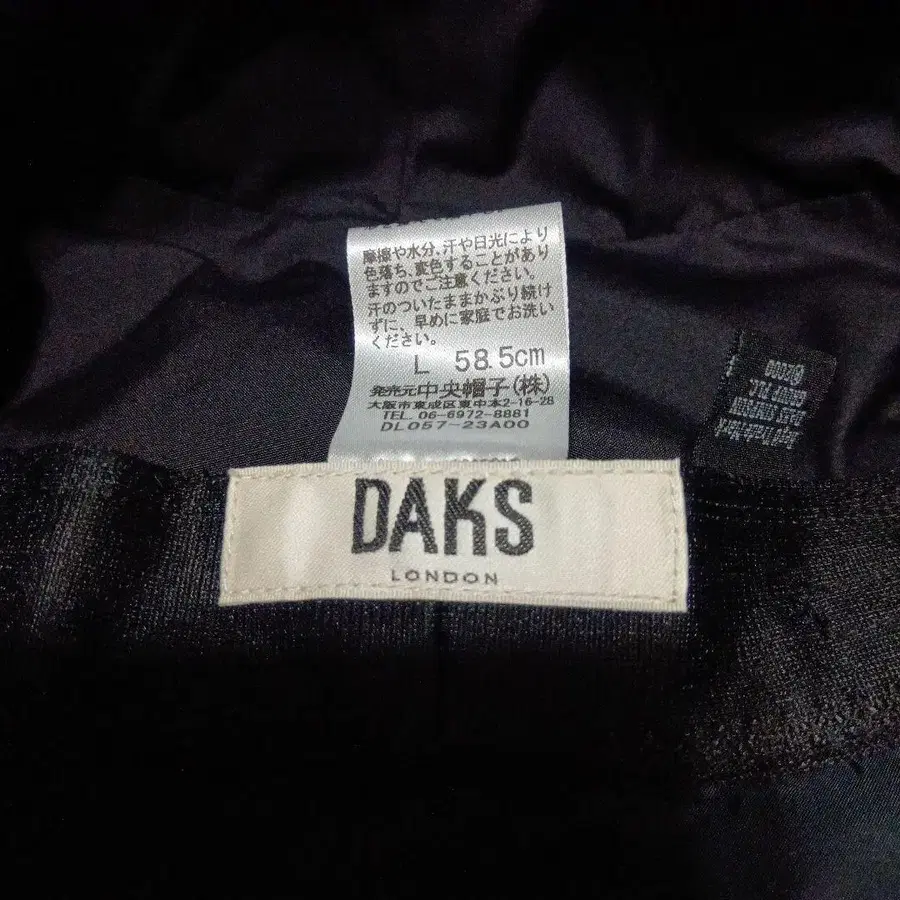 摩擦や水分、汗や日光により
色落ち、変色することがあり
ますのでご注意ください。
汗のついたままかぶり続け
ずに、早めに家庭でお洗い
ください。
L 58.5cm
発売元中央帽子(株)
大阪市東成区東中本2-16-28
TEL. 06-6972-8881
DL057-23A00
DAKS
LONDON